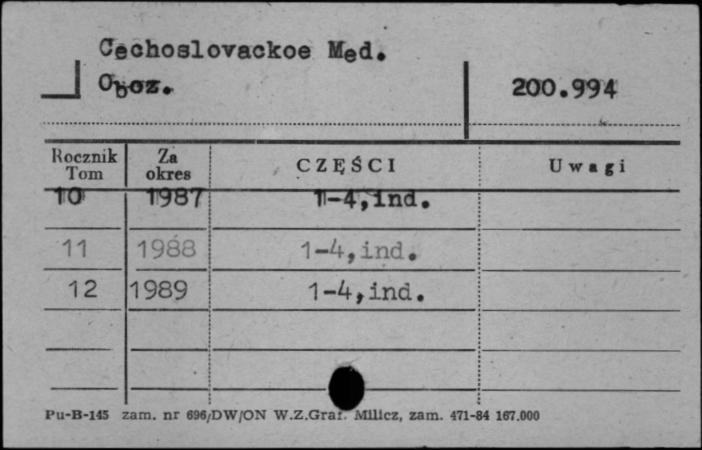 Cechoslovackoe Med.
Oboz.
200.994
Rocznik Tom Za okres CZĘŚCI Uwagi
10 1987 1-4,ind.
11 1988 1-4,ind.
12 1989 1-4,ind.
Pu-B-145 zam. nr 696/DW/ON W.Z.Graf. Milicz, zam. 471-84 167.000